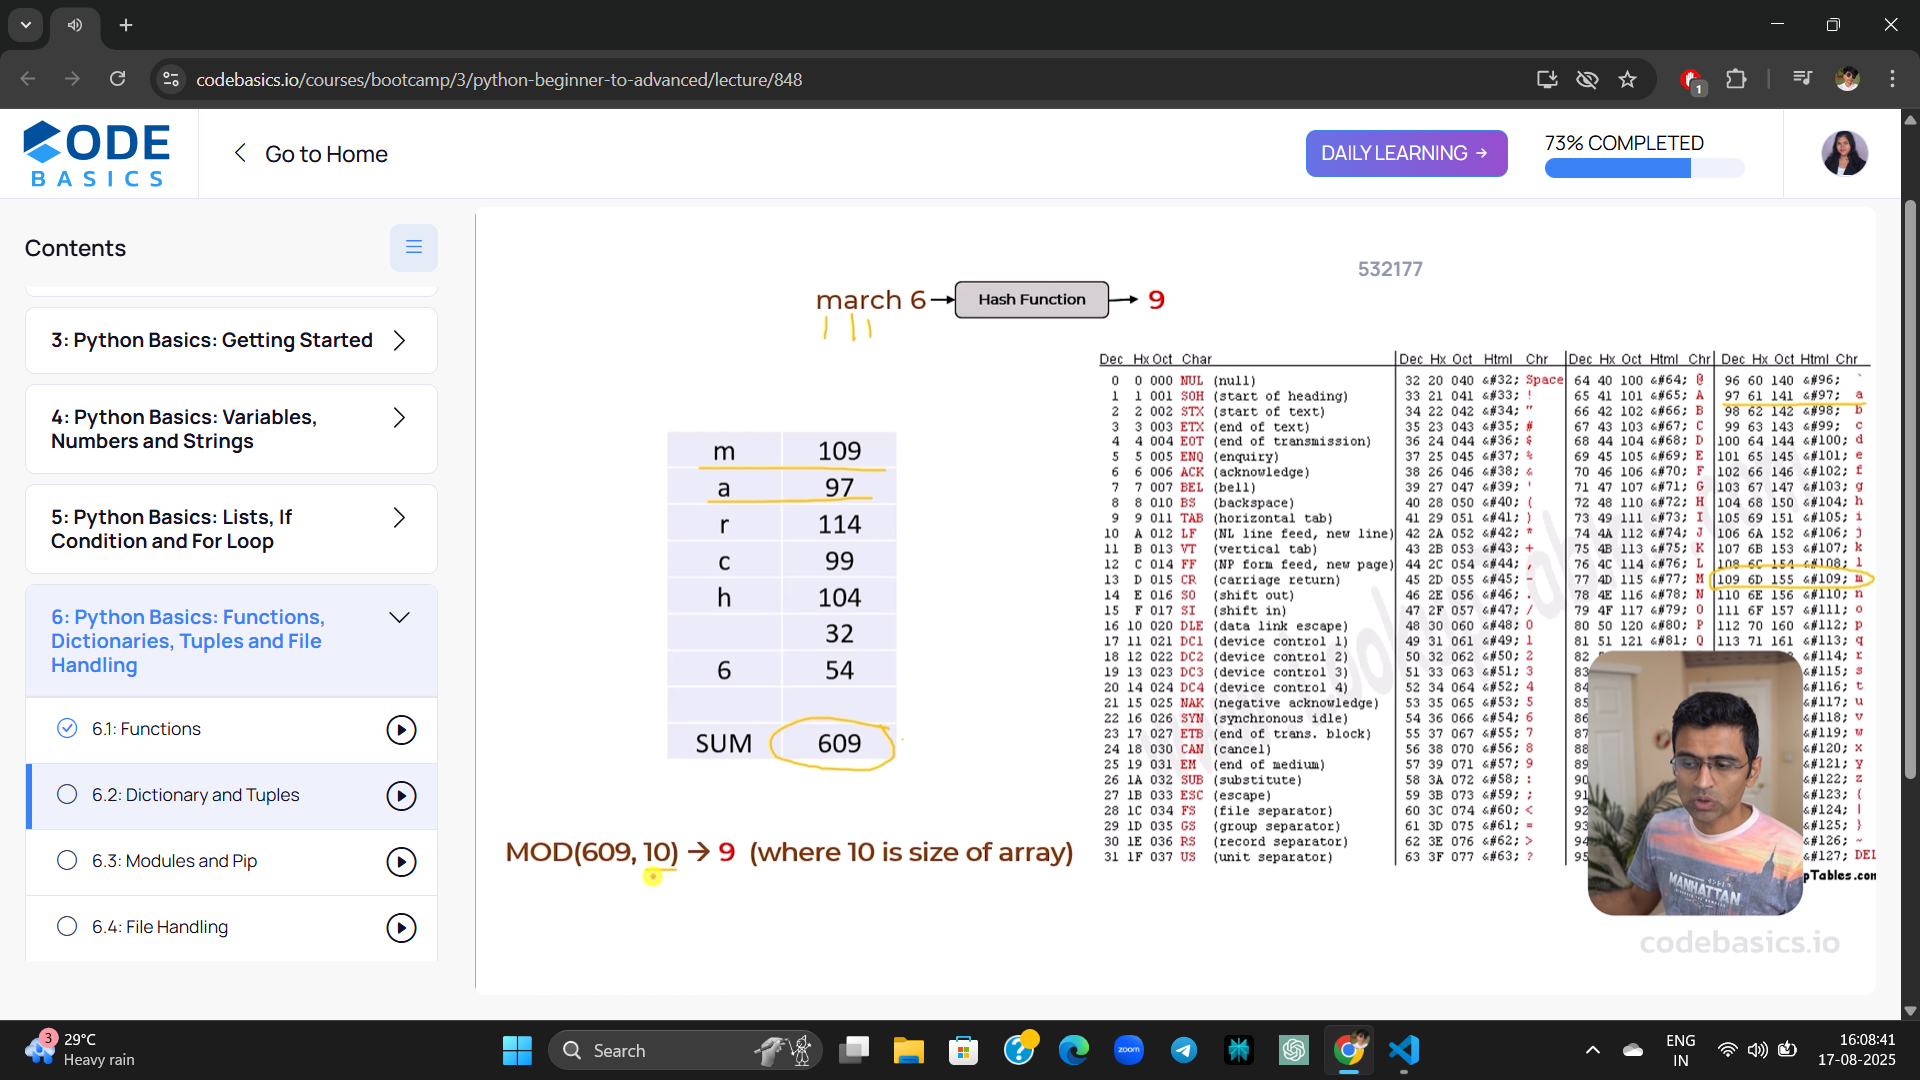 codebasics.io/courses/bootcamp/3/python-beginner-to-advanced/lecture/848
1
CODE
BASICS
Go to Home
DAILY LEARNING →
73% COMPLETED
Contents
3: Python Basics: Getting Started
4: Python Basics: Variables,
Numbers and Strings
5: Python Basics: Lists, If
Condition and For Loop
6: Python Basics: Functions,
Dictionaries, Tuples and File
Handling
6.1: Functions
6.2: Dictionary and Tuples
6.3: Modules and Pip
6.4: File Handling
532177
march 6 Hash Function 9
m 109
a 97
r 114
c 99
h 104
32
6 54
SUM 609
MOD(609, 10) → 9 (where 10 is size of array)
Dec Hx Oct Char
0 0 000 NUL (null)
1 1 001 SOH (start of heading)
2 2 002 STX (start of text)
3 3 003 ETX (end of text)
4 4 004 EOT (end of transmission)
5 5 005 ENQ (enquiry)
6 6 006 ACK (acknowledge)
7 7 007 BEL (bell)
8 8 010 BS (backspace)
9 9 011 TAB (horizontal tab)
10 A 012 LF (NL line feed, new line)
11 B 013 VT (vertical tab)
12 C 014 FF (NP form feed, new page)
13 D 015 CR (carriage return)
14 E 016 SO (shift out)
15 F 017 SI (shift in)
16 10 020 DLE (data link escape)
17 11 021 DC1 (device control 1)
18 12 022 DC2 (device control 2)
19 13 023 DC3 (device control 3)
20 14 024 DC4 (device control 4)
21 15 025 NAK (negative acknowledge)
22 16 026 SYN (synchronous idle)
23 17 027 ETB (end of trans. block)
24 18 030 CAN (cancel)
25 19 031 EM (end of medium)
26 1A 032 SUB (substitute)
27 1B 033 ESC (escape)
28 1C 034 FS (file separator)
29 1D 035 GS (group separator)
30 1E 036 RS (record separator)
31 1F 037 US (unit separator)
Dec Hx Oct Html Chr
32 20 040 &#32; Space
33 21 041 &#33; !
34 22 042 &#34; "
35 23 043 &#35; #
36 24 044 &#36; $
37 25 045 &#37; %
38 26 046 &#38; &
39 27 047 &#39; '
40 28 050 &#40; (
41 29 051 &#41; )
42 2A 052 &#42; *
43 2B 053 &#43; +
44 2C 054 &#44; ,
45 2D 055 &#45; -
46 2E 056 &#46; .
47 2F 057 &#47; /
48 30 060 &#48; 0
49 31 061 &#49; 1
50 32 062 &#50; 2
51 33 063 &#51; 3
52 34 064 &#52; 4
53 35 065 &#53; 5
54 36 066 &#54; 6
55 37 067 &#55; 7
56 38 070 &#56; 8
57 39 071 &#57; 9
58 3A 072 &#58; :
59 3B 073 &#59; ;
60 3C 074 &#60; <
61 3D 075 &#61; =
62 3E 076 &#62; >
63 3F 077 &#63; ?
Dec Hx Oct Html Chr
64 40 100 &#64; @
65 41 101 &#65; A
66 42 102 &#66; B
67 43 103 &#67; C
68 44 104 &#68; D
69 45 105 &#69; E
70 46 106 &#70; F
71 47 107 &#71; G
72 48 110 &#72; H
73 49 111 &#73; I
74 4A 112 &#74; J
75 4B 113 &#75; K
76 4C 114 &#76; L
77 4D 115 &#77; M
78 4E 116 &#78; N
79 4F 117 &#79; O
80 50 120 &#80; P
81 51 121 &#81; Q
82
83
84
85
86
87
88
89
90
91
92
93
94
95
Dec Hx Oct Html Chr
96 60 140 &#96; `
97 61 141 &#97; a
98 62 142 &#98; b
99 63 143 &#99; c
100 64 144 &#100; d
101 65 145 &#101; e
102 66 146 &#102; f
103 67 147 &#103; g
104 68 150 &#104; h
105 69 151 &#105; i
106 6A 152 &#106; j
107 6B 153 &#107; k
108 6C 154 &#108; l
109 6D 155 &#109; m
110 6E 156 &#110; n
111 6F 157 &#111; o
112 70 160 &#112; p
113 71 161 &#113; q
&#114; r
&#115; s
&#116; t
&#117; u
&#118; v
&#119; w
&#120; x
&#121; y
&#122; z
&#123; {
&#124; |
&#125; }
&#126; ~
&#127; DEL
pTables.com
MANHATTAN
codebasics.io
3
29°C
Heavy rain
Search
zoom
ENG
IN
16:08:41
17-08-2025